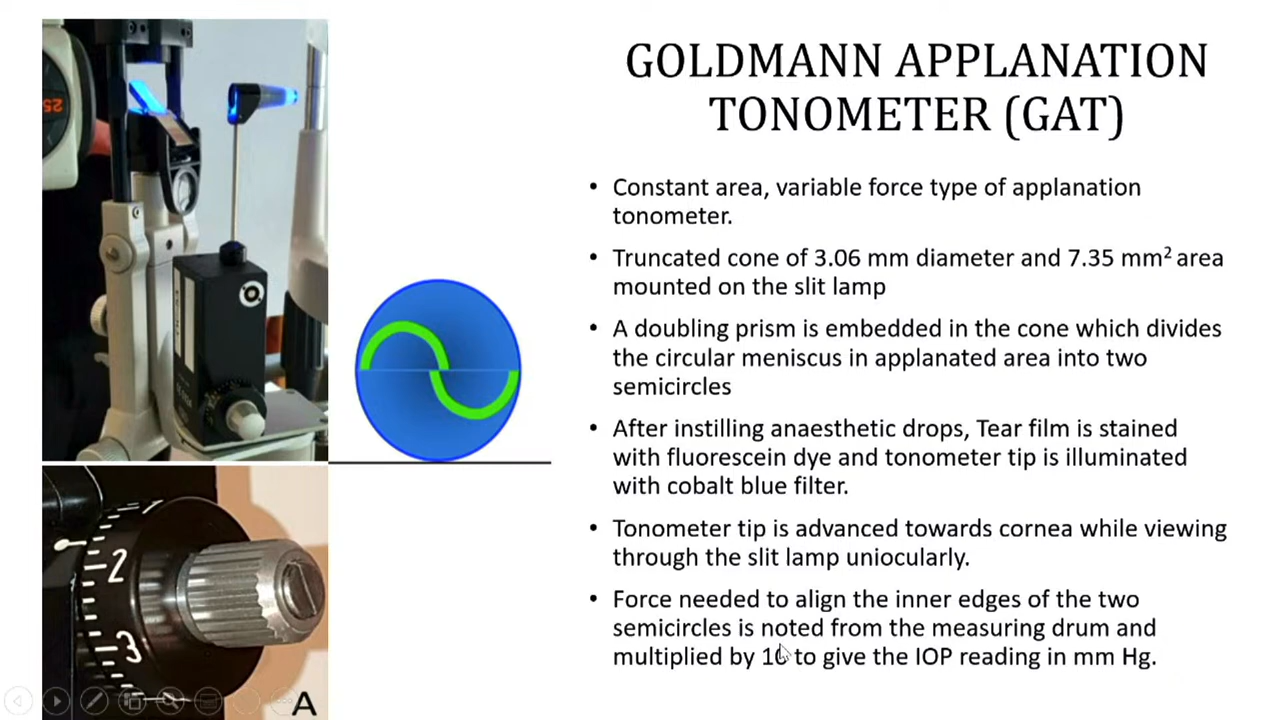 GOLDMANN APPLANATION
TONOMETER (GAT)
• Constant area, variable force type of applanation
tonometer.
• Truncated cone of 3.06 mm diameter and 7.35 mm² area
mounted on the slit lamp
• A doubling prism is embedded in the cone which divides
the circular meniscus in applanated area into two
semicircles
• After instilling anaesthetic drops, Tear film is stained
with fluorescein dye and tonometer tip is illuminated
with cobalt blue filter.
• Tonometer tip is advanced towards cornea while viewing
through the slit lamp uniocularly.
• Force needed to align the inner edges of the two
semicircles is noted from the measuring drum and
multiplied by 10 to give the IOP reading in mm Hg.
25
2
3
A